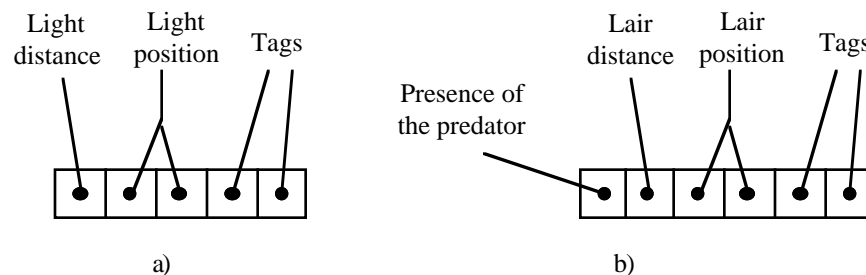 Light
distance
Light
position
Tags
a)
Presence of
the predator
Lair
distance
Lair
position
Tags
b)